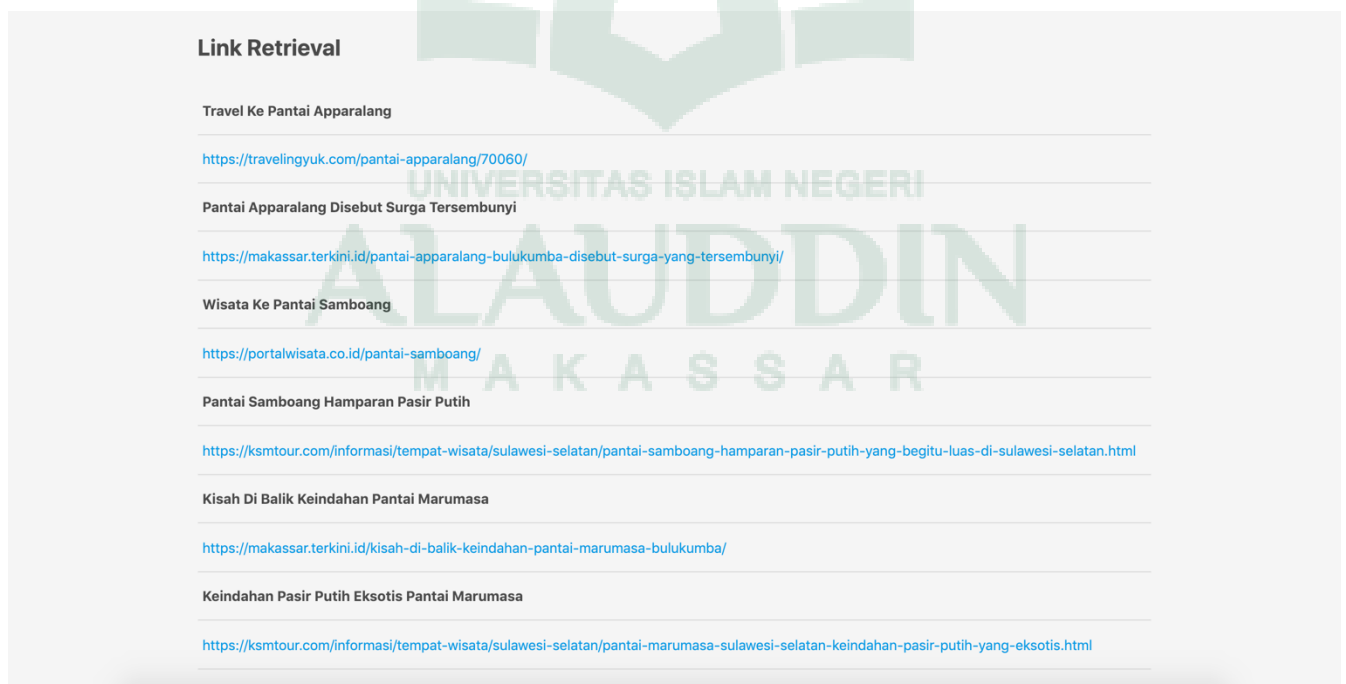 Link Retrieval
Travel Ke Pantai Apparalang
https://travelingyuk.com/pantai-apparalang/70060/
UNIVERSITAS ISLAM NEGERI
Pantai Apparalang Disebut Surga Tersembunyi
ALAUDDIN
https://makassar.terkini.id/pantai-apparalang-bulukumba-disebut-surga-yang-tersembunyi/
Wisata Ke Pantai Samboang
https://portalwisata.co.id/pantai-samboang/
MAKASSAR
Pantai Samboang Hamparan Pasir Putih
https://ksmtour.com/informasi/tempat-wisata/sulawesi-selatan/pantai-samboang-hamparan-pasir-putih-yang-begitu-luas-di-sulawesi-selatan.html
Kisah Di Balik Keindahan Pantai Marumasa
https://makassar.terkini.id/kisah-di-balik-keindahan-pantai-marumasa-bulukumba/
Keindahan Pasir Putih Eksotis Pantai Marumasa
https://ksmtour.com/informasi/tempat-wisata/sulawesi-selatan/pantai-marumasa-sulawesi-selatan-keindahan-pasir-putih-yang-eksotis.html